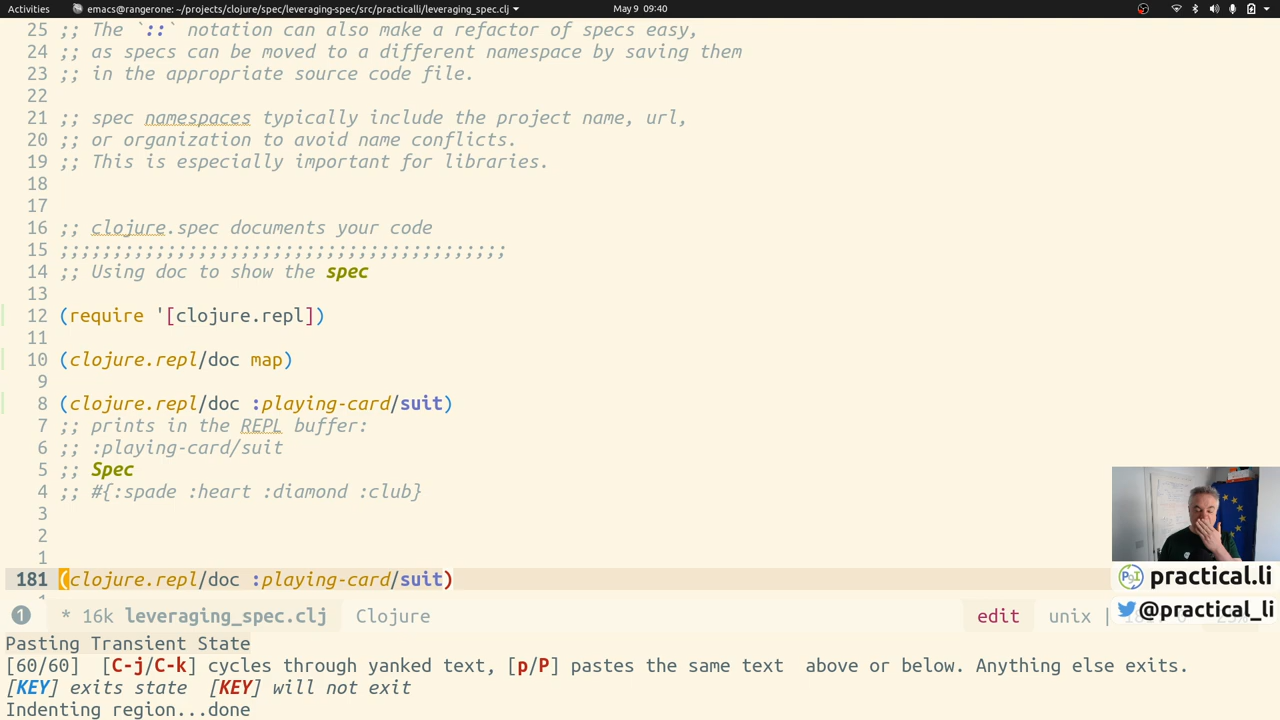 Activities emacs@rangerone: ~/projects/clojure/spec/leveraging-spec/src/practicalli/leveraging_spec.clj May 9 09:40
25 ;; The `::` notation can also make a refactor of specs easy,
24 ;; as specs can be moved to a different namespace by saving them
23 ;; in the appropriate source code file.
22
21 ;; spec namespaces typically include the project name, url,
20 ;; or organization to avoid name conflicts.
19 ;; This is especially important for libraries.
18
17
16 ;; clojure.spec documents your code
15 ;;;;;;;;;;;;;;;;;;;;;;;;;;;;;;;;;;;;;;;;;;
14 ;; Using doc to show the spec
13
12 (require '[clojure.repl])
11
10 (clojure.repl/doc map)
9
8 (clojure.repl/doc :playing-card/suit)
7 ;; prints in the REPL buffer:
6 ;; :playing-card/suit
5 ;; Spec
4 ;; #{:spade :heart :diamond :club}
3
2
1
181 (clojure.repl/doc :playing-card/suit)
practical.li
1 * 16k leveraging_spec.clj Clojure edit unix |
@practical_li
Pasting Transient State
[60/60] [C-j/C-k] cycles through yanked text, [p/P] pastes the same text above or below. Anything else exits.
[KEY] exits state [KEY] will not exit
Indenting region...done